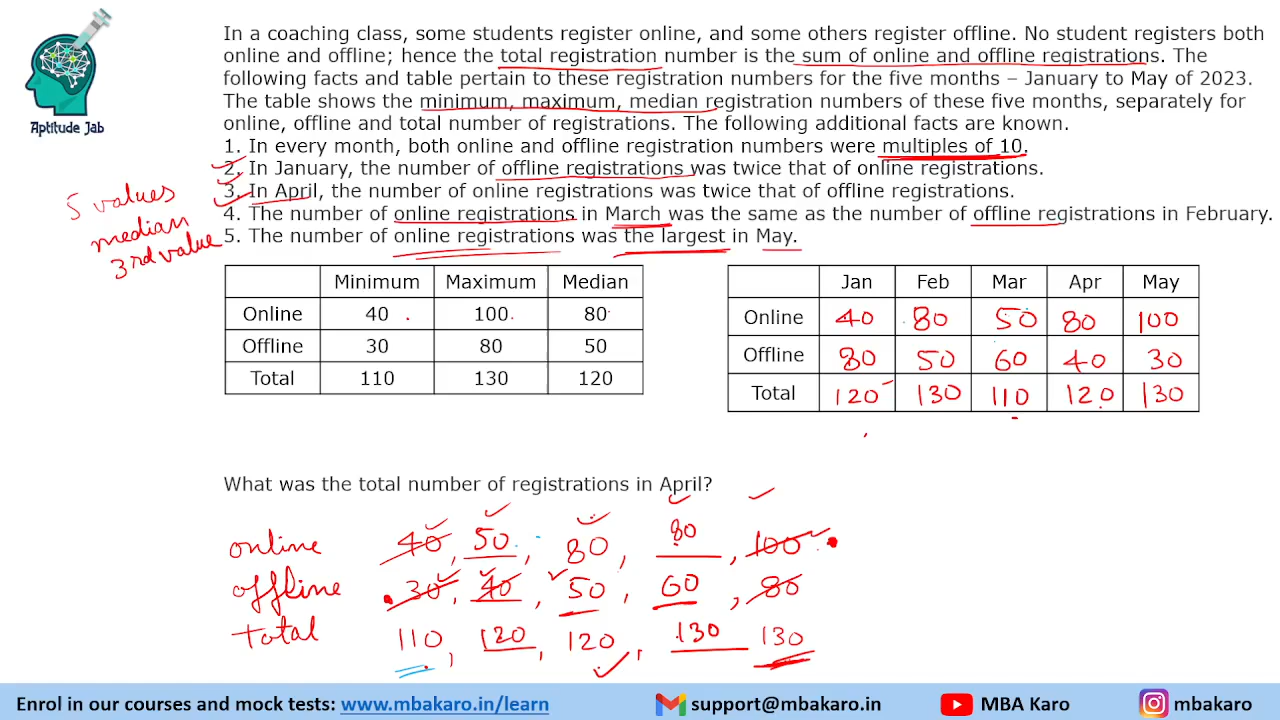 Aptitude Jab
In a coaching class, some students register online, and some others register offline. No student registers both
online and offline; hence the total registration number is the sum of online and offline registrations. The
following facts and table pertain to these registration numbers for the five months – January to May of 2023.
The table shows the minimum, maximum, median registration numbers of these five months, separately for
online, offline and total number of registrations. The following additional facts are known.
1. In every month, both online and offline registration numbers were multiples of 10.
2. In January, the number of offline registrations was twice that of online registrations.
3. In April, the number of online registrations was twice that of offline registrations.
4. The number of online registrations in March was the same as the number of offline registrations in February.
5. The number of online registrations was the largest in May.
5 values
median
3rd value
Minimum Maximum Median
Online 40 100 80
Offline 30 80 50
Total 110 130 120
Jan Feb Mar Apr May
Online 40 80 50 80 100
Offline 80 50 60 40 30
Total 120 130 110 120 130
What was the total number of registrations in April?
online 40, 50, 80, 80, 100
offline 30, 40, 50, 60, 80
total 110, 120, 120, 130 130
Enrol in our courses and mock tests: www.mbakaro.in/learn support@mbakaro.in MBA Karo mbakaro